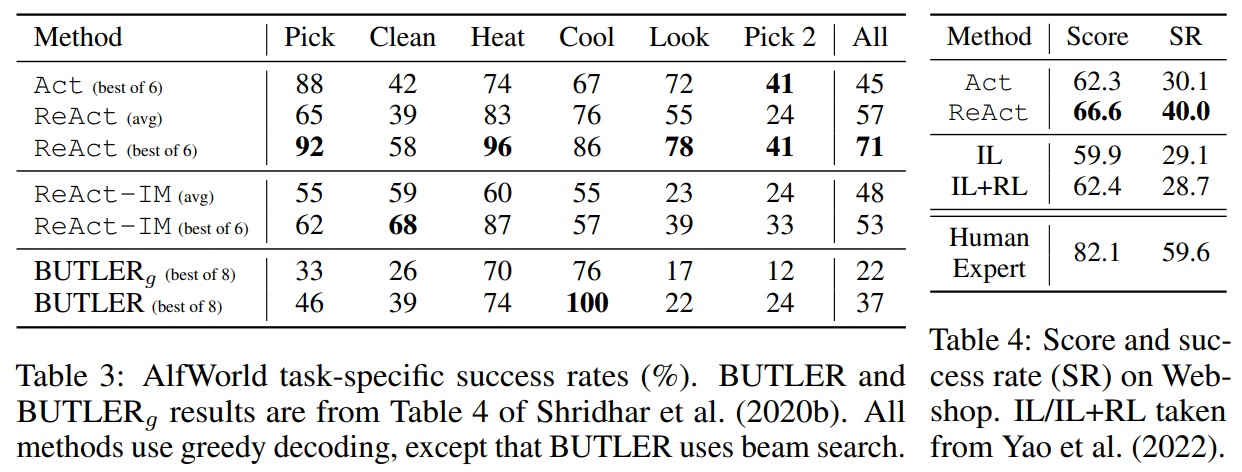 Method Pick Clean Heat Cool Look Pick 2 All
Act (best of 6) 88 42 74 67 72 41 45
ReAct (avg) 65 39 83 76 55 24 57
ReAct (best of 6) 92 58 96 86 78 41 71
ReAct-IM (avg) 55 59 60 55 23 24 48
ReAct-IM (best of 6) 62 68 87 57 39 33 53
BUTLERg (best of 8) 33 26 70 76 17 12 22
BUTLER (best of 8) 46 39 74 100 22 24 37
Table 3: AlfWorld task-specific success rates (%). BUTLER and
BUTLERg results are from Table 4 of Shridhar et al. (2020b). All
methods use greedy decoding, except that BUTLER uses beam search.
Method Score SR
Act 62.3 30.1
ReAct 66.6 40.0
IL 59.9 29.1
IL+RL 62.4 28.7
Human
Expert 82.1 59.6
Table 4: Score and suc-
cess rate (SR) on Web-
shop. IL/IL+RL taken
from Yao et al. (2022).